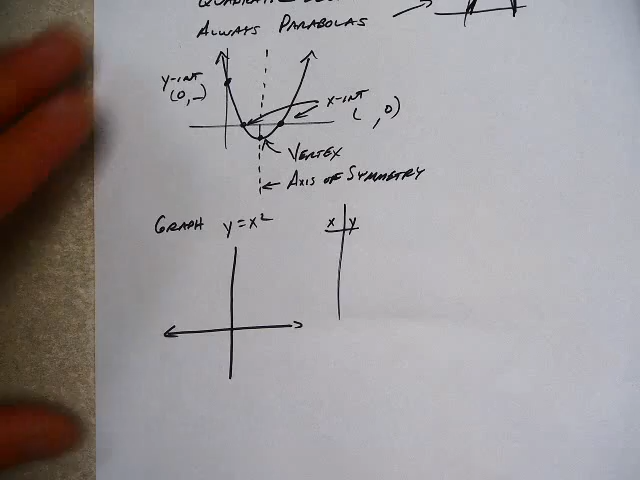 ALWAYS PARABOLAS
y-INT
(0, _)
x-INT
( , 0)
VERTEX
AXIS OF SYMMETRY
GRAPH y = x²
x y